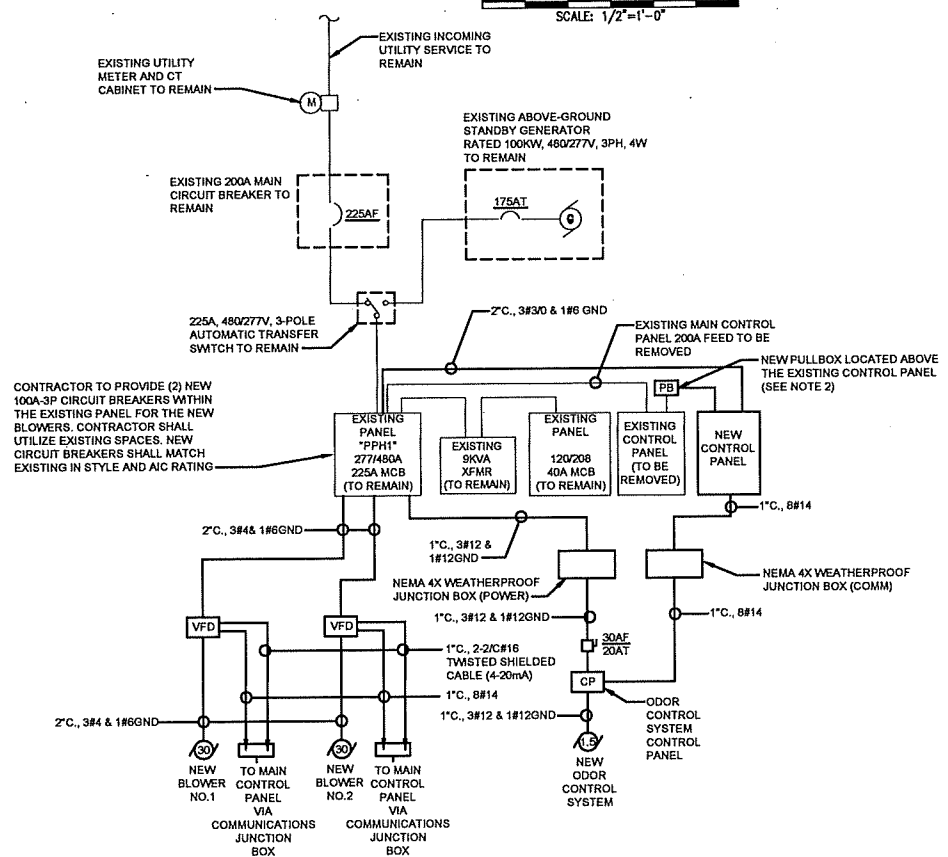 SCALE: 1/2"=1'-0"
EXISTING INCOMING
UTILITY SERVICE TO
REMAIN
EXISTING UTILITY
METER AND CT
CABINET TO REMAIN
M
EXISTING ABOVE-GROUND
STANDBY GENERATOR
RATED 100KW, 480/277V, 3PH, 4W
TO REMAIN
EXISTING 200A MAIN
CIRCUIT BREAKER TO
REMAIN
225AF
175AT
G
225A, 480/277V, 3-POLE
AUTOMATIC TRANSFER
SWITCH TO REMAIN
2"C., 3#3/0 & 1#6 GND
EXISTING MAIN CONTROL
PANEL 200A FEED TO BE
REMOVED
NEW PULLBOX LOCATED ABOVE
THE EXISTING CONTROL PANEL
(SEE NOTE 2)
PB
CONTRACTOR TO PROVIDE (2) NEW
100A-3P CIRCUIT BREAKERS WITHIN
THE EXISTING PANEL FOR THE NEW
BLOWERS. CONTRACTOR SHALL
UTILIZE EXISTING SPACES. NEW
CIRCUIT BREAKERS SHALL MATCH
EXISTING IN STYLE AND AIC RATING
EXISTING
PANEL
"PPH1"
277/480A
225A MCB
(TO REMAIN)
EXISTING
9KVA
XFMR
(TO REMAIN)
EXISTING
PANEL
120/208
40A MCB
(TO REMAIN)
EXISTING
CONTROL
PANEL
(TO BE
REMOVED)
NEW
CONTROL
PANEL
1"C., 8#14
2"C., 3#4& 1#6GND
1"C., 3#12 &
1#12GND
NEMA 4X WEATHERPROOF
JUNCTION BOX (POWER)
NEMA 4X WEATHERPROOF
JUNCTION BOX (COMM)
1"C., 3#12 & 1#12GND
1"C., 8#14
VFD
VFD
30AF
20AT
1"C., 2-2/C#16
TWISTED SHIELDED
CABLE (4-20mA)
CP
1"C., 8#14
ODOR
CONTROL
SYSTEM
CONTROL
PANEL
2"C., 3#4 & 1#6GND
1"C., 3#12 & 1#12GND
30
30
1.5
NEW
BLOWER
NO.1
TO MAIN
CONTROL
PANEL
VIA
COMMUNICATIONS
JUNCTION
BOX
NEW
BLOWER
NO.2
TO MAIN
CONTROL
PANEL
VIA
COMMUNICATIONS
JUNCTION
BOX
NEW
ODOR
CONTROL
SYSTEM